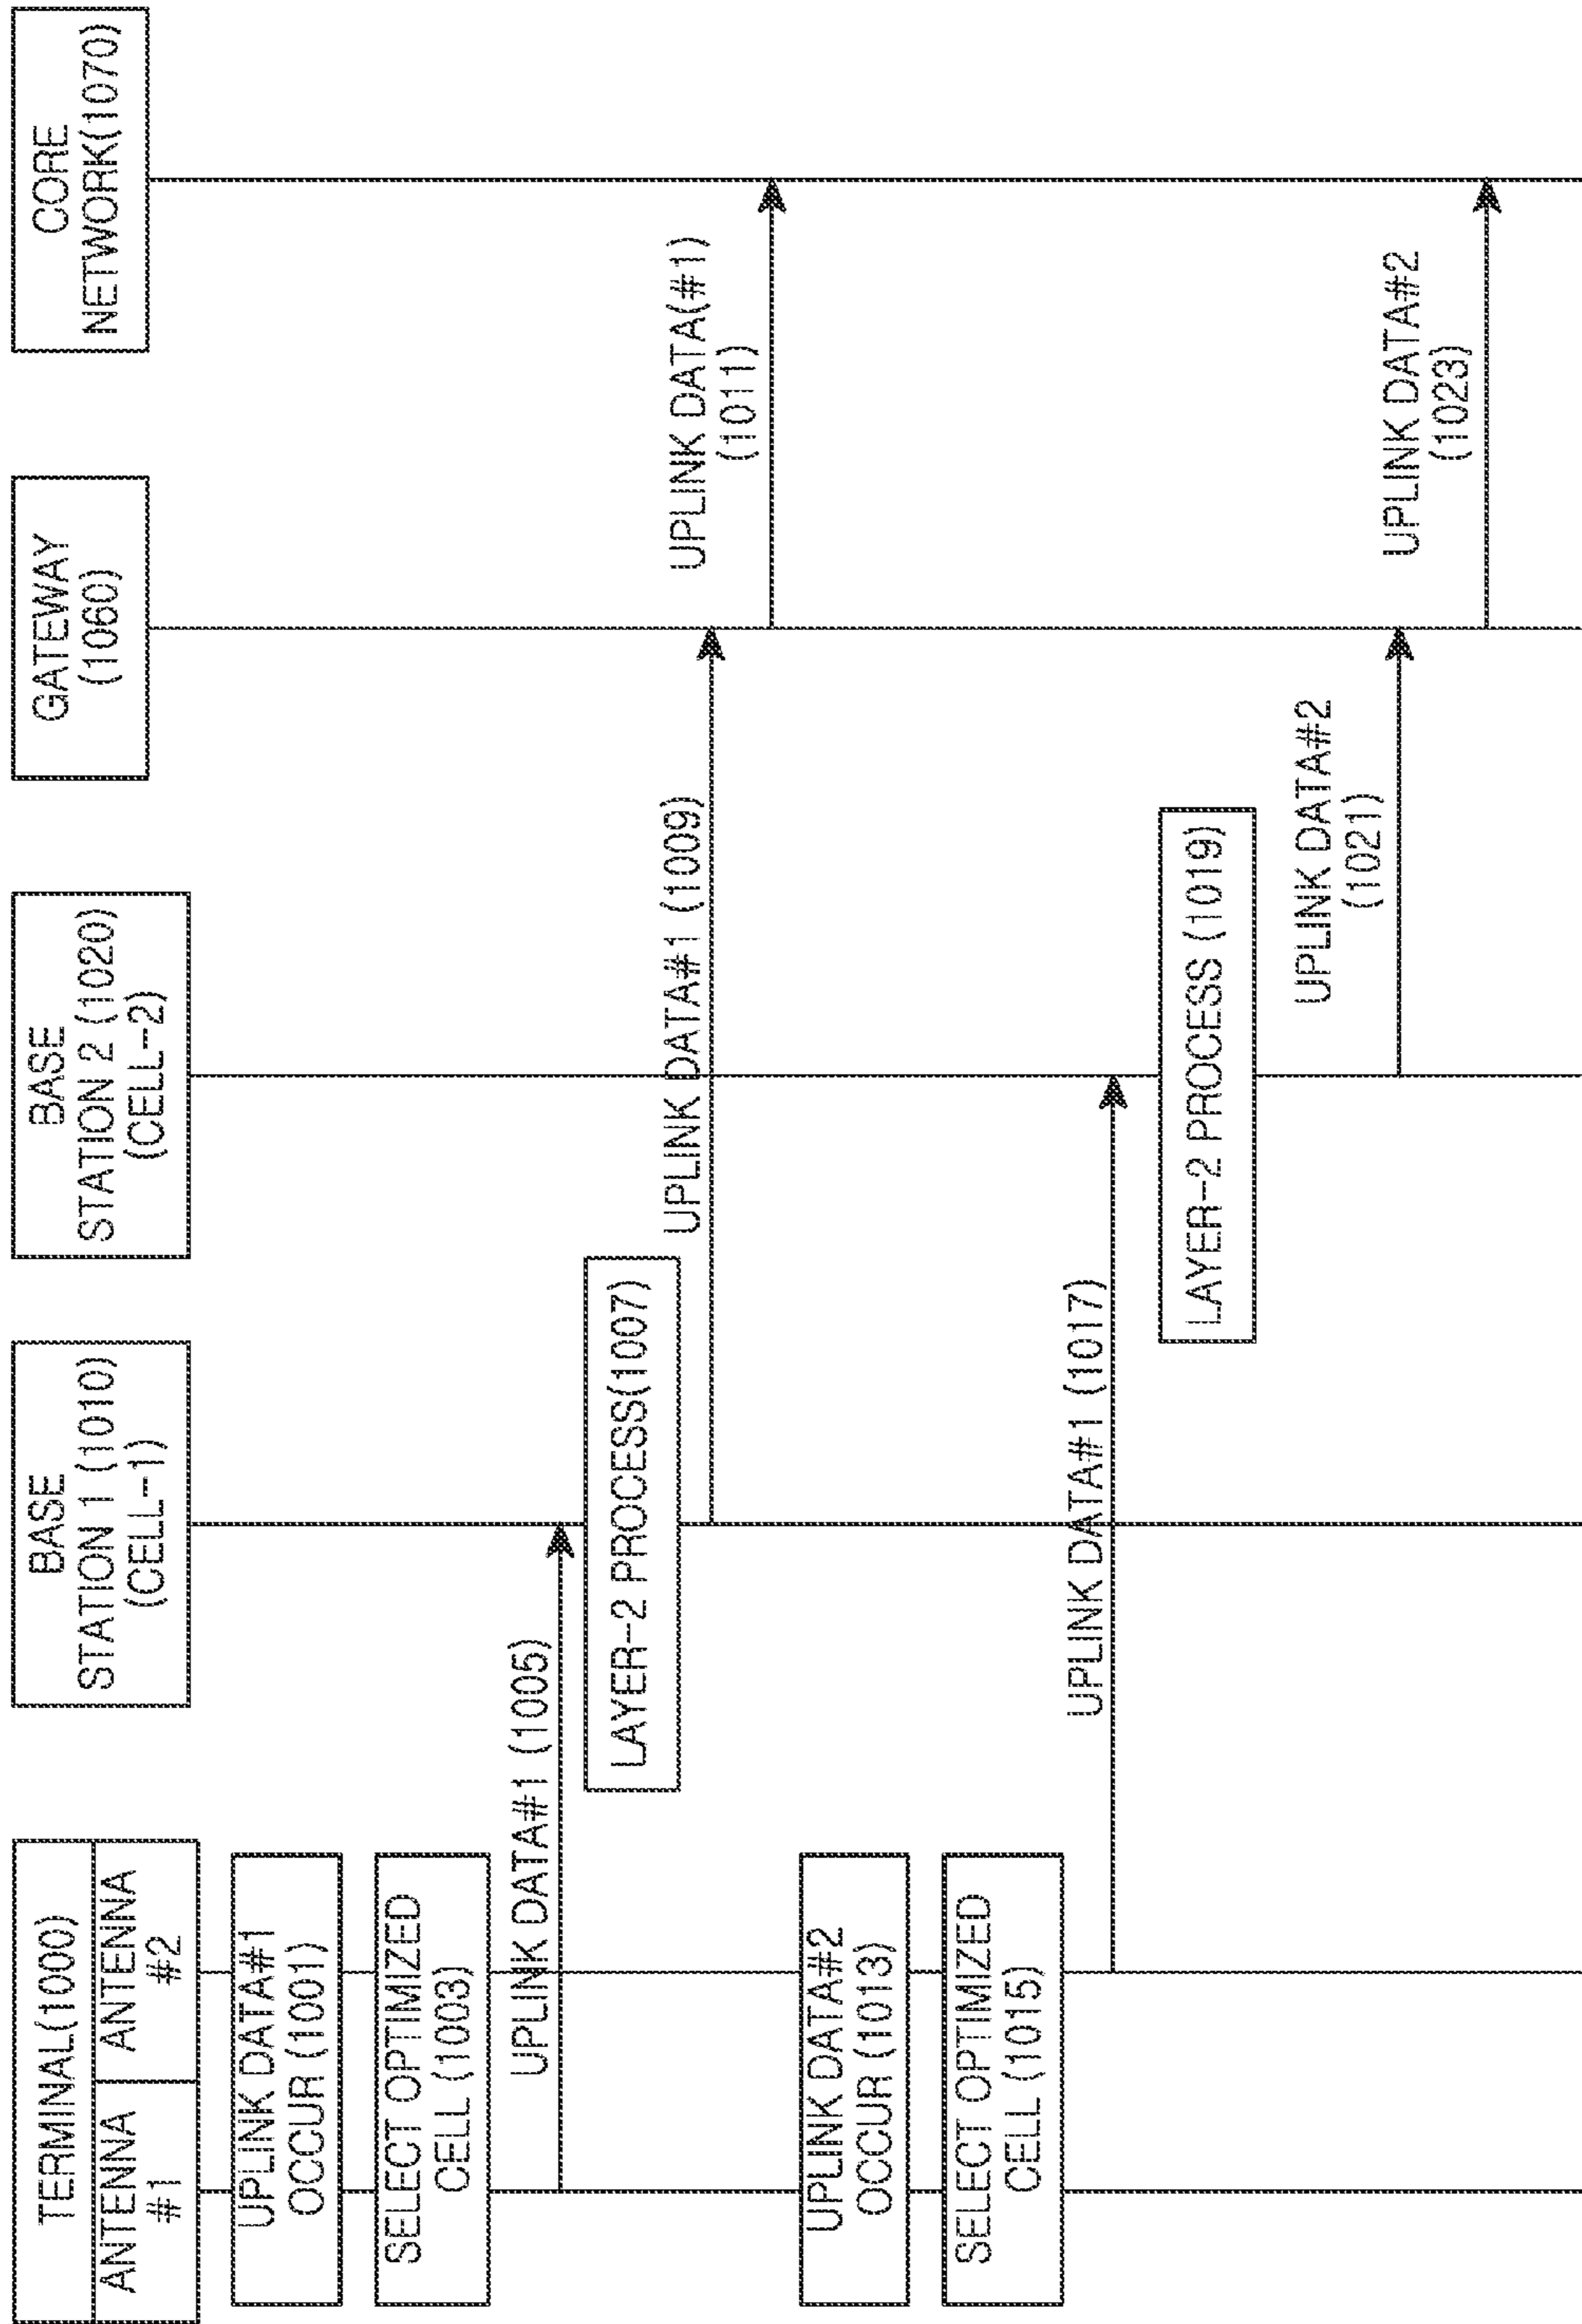 TERMINAL(1000)
ANTENNA
#1
ANTENNA
#2
BASE
STATION 1 (1010)
(CELL-1)
BASE
STATION 2 (1020)
(CELL-2)
GATEWAY
(1060)
CORE
NETWORK(1070)
UPLINK DATA#1
OCCUR (1001)
SELECT OPTIMIZED
CELL (1003)
UPLINK DATA#1 (1005)
LAYER-2 PROCESS(1007)
UPLINK DATA#1 (1009)
UPLINK DATA(#1)
(1011)
UPLINK DATA#2
OCCUR (1013)
SELECT OPTIMIZED
CELL (1015)
UPLINK DATA#1 (1017)
LAYER-2 PROCESS (1019)
UPLINK DATA#2
(1021)
UPLINK DATA#2
(1023)